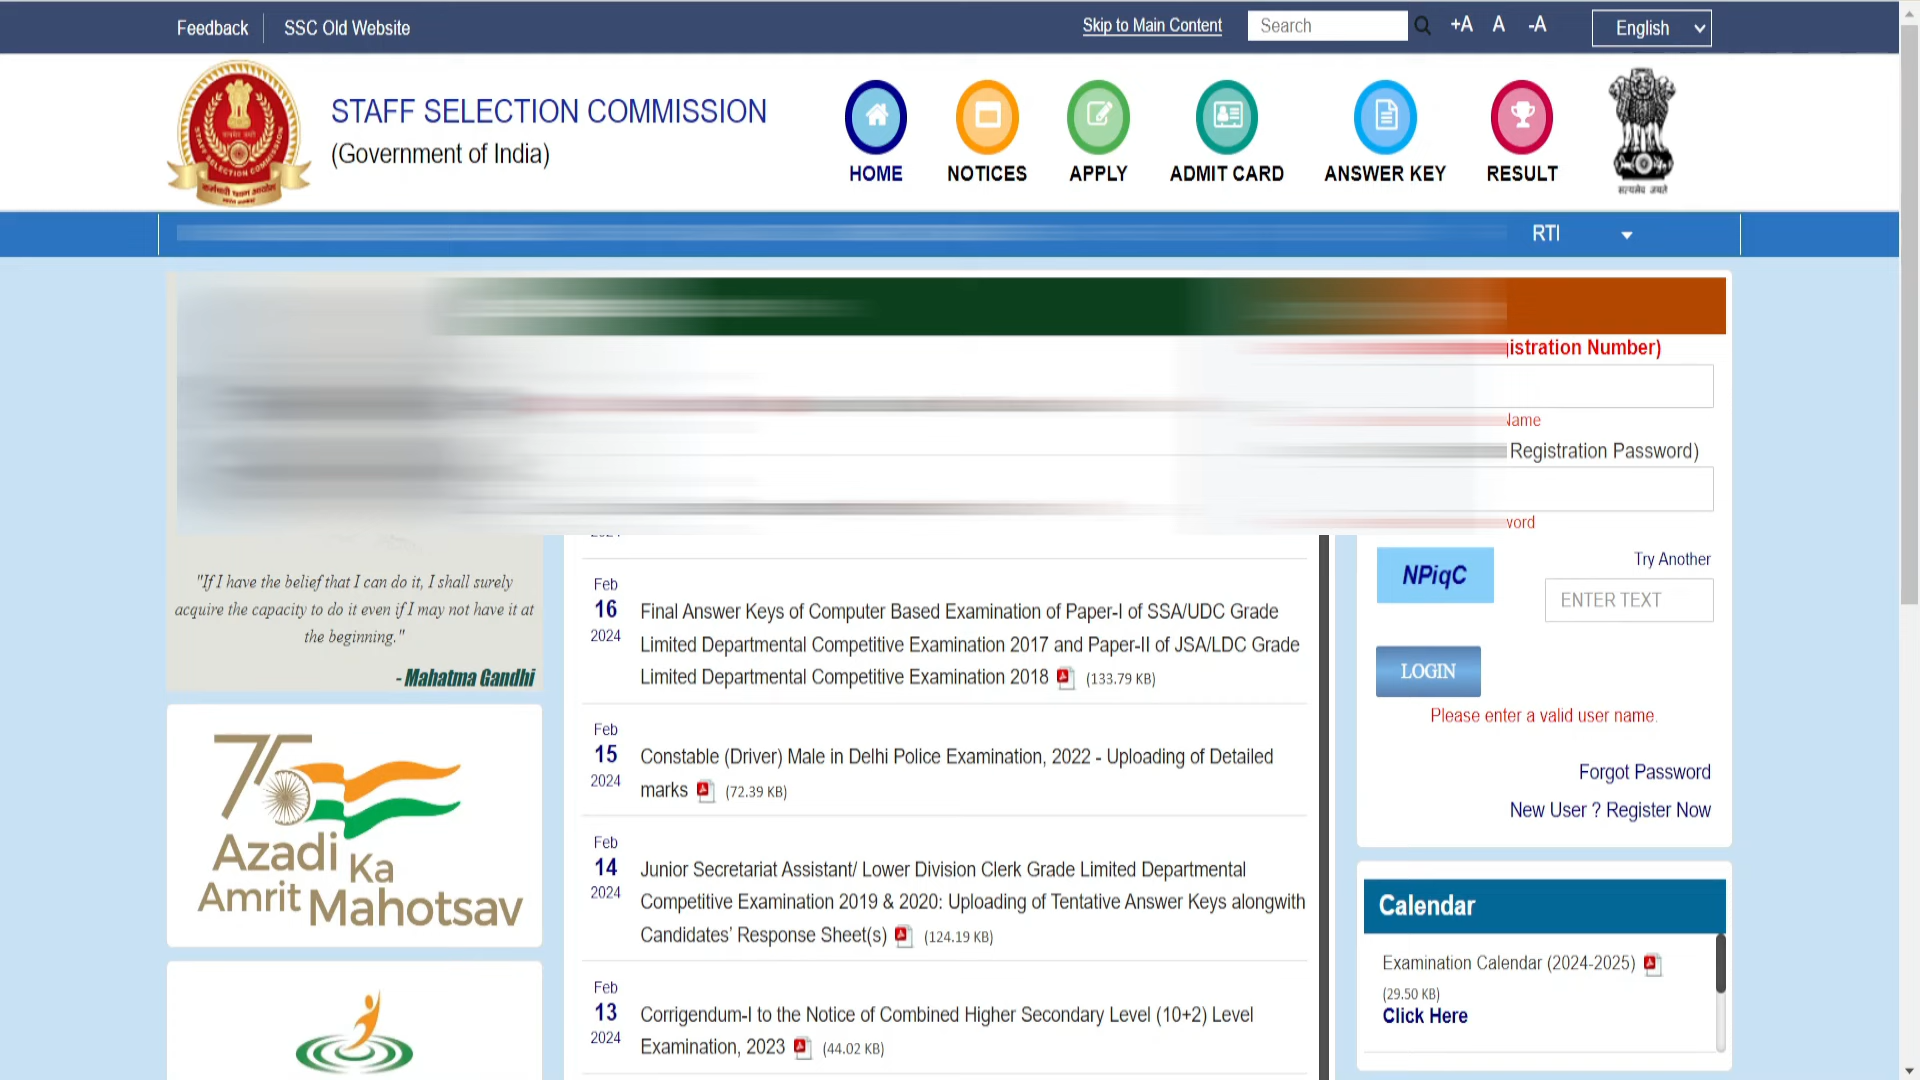 Feedback
SSC Old Website
Skip to Main Content
Search
+A A -A
English
STAFF SELECTION COMMISSION
(Government of India)
HOME
NOTICES
APPLY
ADMIT CARD
ANSWER KEY
RESULT
सत्यमेव जयते
STAFF SELECTION COMMISSION
RTI
istration Number)
Name
Registration Password)
word
"If I have the belief that I can do it, I shall surely
acquire the capacity to do it even if I may not have it at
the beginning."
- Mahatma Gandhi
75
Azadi Ka
Amrit Mahotsav
Feb
16
2024
Final Answer Keys of Computer Based Examination of Paper-I of SSA/UDC Grade
Limited Departmental Competitive Examination 2017 and Paper-II of JSA/LDC Grade
Limited Departmental Competitive Examination 2018 (133.79 KB)
Feb
15
2024
Constable (Driver) Male in Delhi Police Examination, 2022 - Uploading of Detailed
marks (72.39 KB)
Feb
14
2024
Junior Secretariat Assistant/ Lower Division Clerk Grade Limited Departmental
Competitive Examination 2019 & 2020: Uploading of Tentative Answer Keys alongwith
Candidates' Response Sheet(s) (124.19 KB)
Feb
13
2024
Corrigendum-I to the Notice of Combined Higher Secondary Level (10+2) Level
Examination, 2023 (44.02 KB)
NPiqC
Try Another
ENTER TEXT
LOGIN
Please enter a valid user name.
Forgot Password
New User ? Register Now
Calendar
Examination Calendar (2024-2025)
(29.50 KB)
Click Here